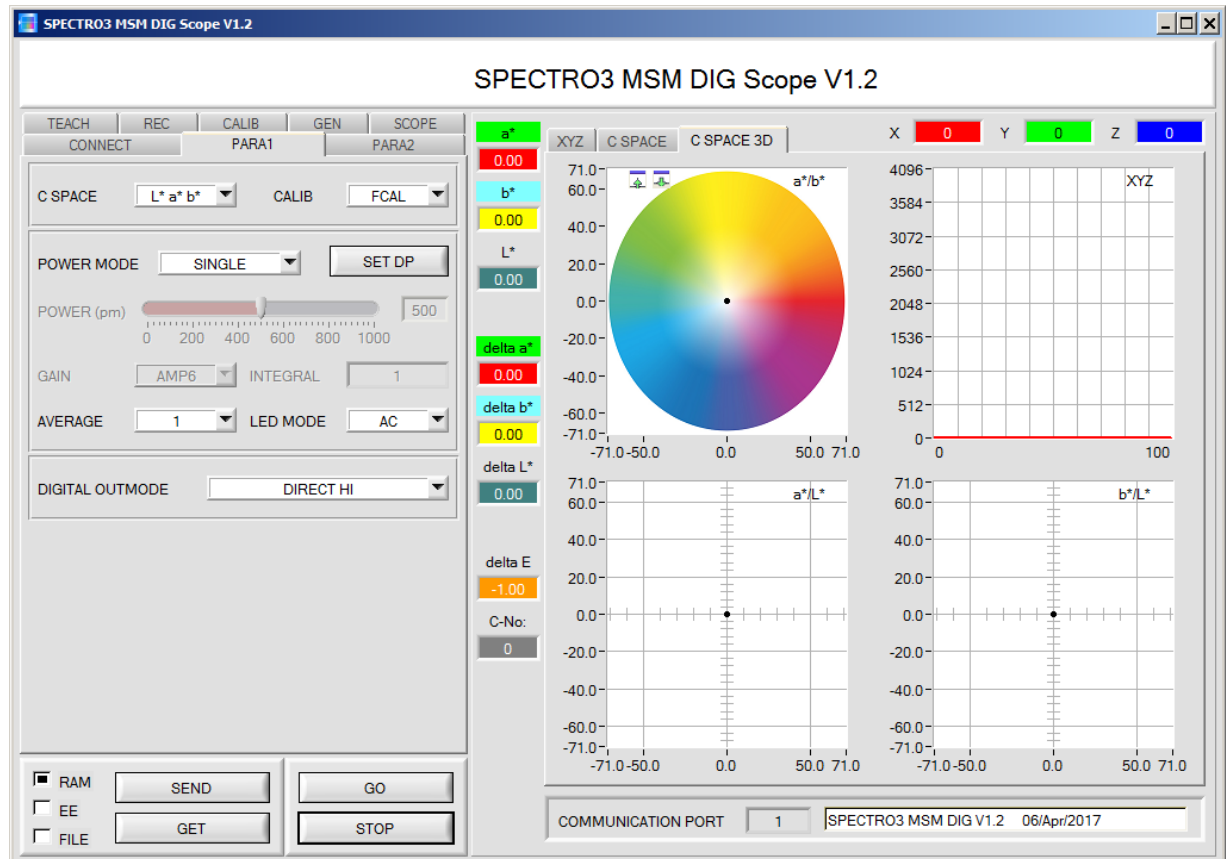 SPECTRO3 MSM DIG Scope V1.2
SPECTRO3 MSM DIG Scope V1.2
TEACH REC CALIB GEN SCOPE
CONNECT PARA1 PARA2
C SPACE L* a* b* CALIB FCAL
POWER MODE SINGLE SET DP
POWER (pm) 500
0 200 400 600 800 1000
GAIN AMP6 INTEGRAL 1
AVERAGE 1 LED MODE AC
DIGITAL OUTMODE DIRECT HI
RAM
EE
FILE
SEND
GET
GO
STOP
a*
0.00
b*
0.00
L*
0.00
delta a*
0.00
delta b*
0.00
delta L*
0.00
delta E
-1.00
C-No:
0
XYZ C SPACE C SPACE 3D
X 0 Y 0 Z 0
a*/b*
71.0
60.0
40.0
20.0
0.0
-20.0
-40.0
-60.0
-71.0
-71.0 -50.0 0.0 50.0 71.0
XYZ
4096
3584
3072
2560
2048
1536
1024
512
0
0 100
a*/L*
71.0
60.0
40.0
20.0
0.0
-20.0
-40.0
-60.0
-71.0
-71.0 -50.0 0.0 50.0 71.0
b*/L*
71.0
60.0
40.0
20.0
0.0
-20.0
-40.0
-60.0
-71.0
-71.0 -50.0 0.0 50.0 71.0
COMMUNICATION PORT 1 SPECTRO3 MSM DIG V1.2 06/Apr/2017